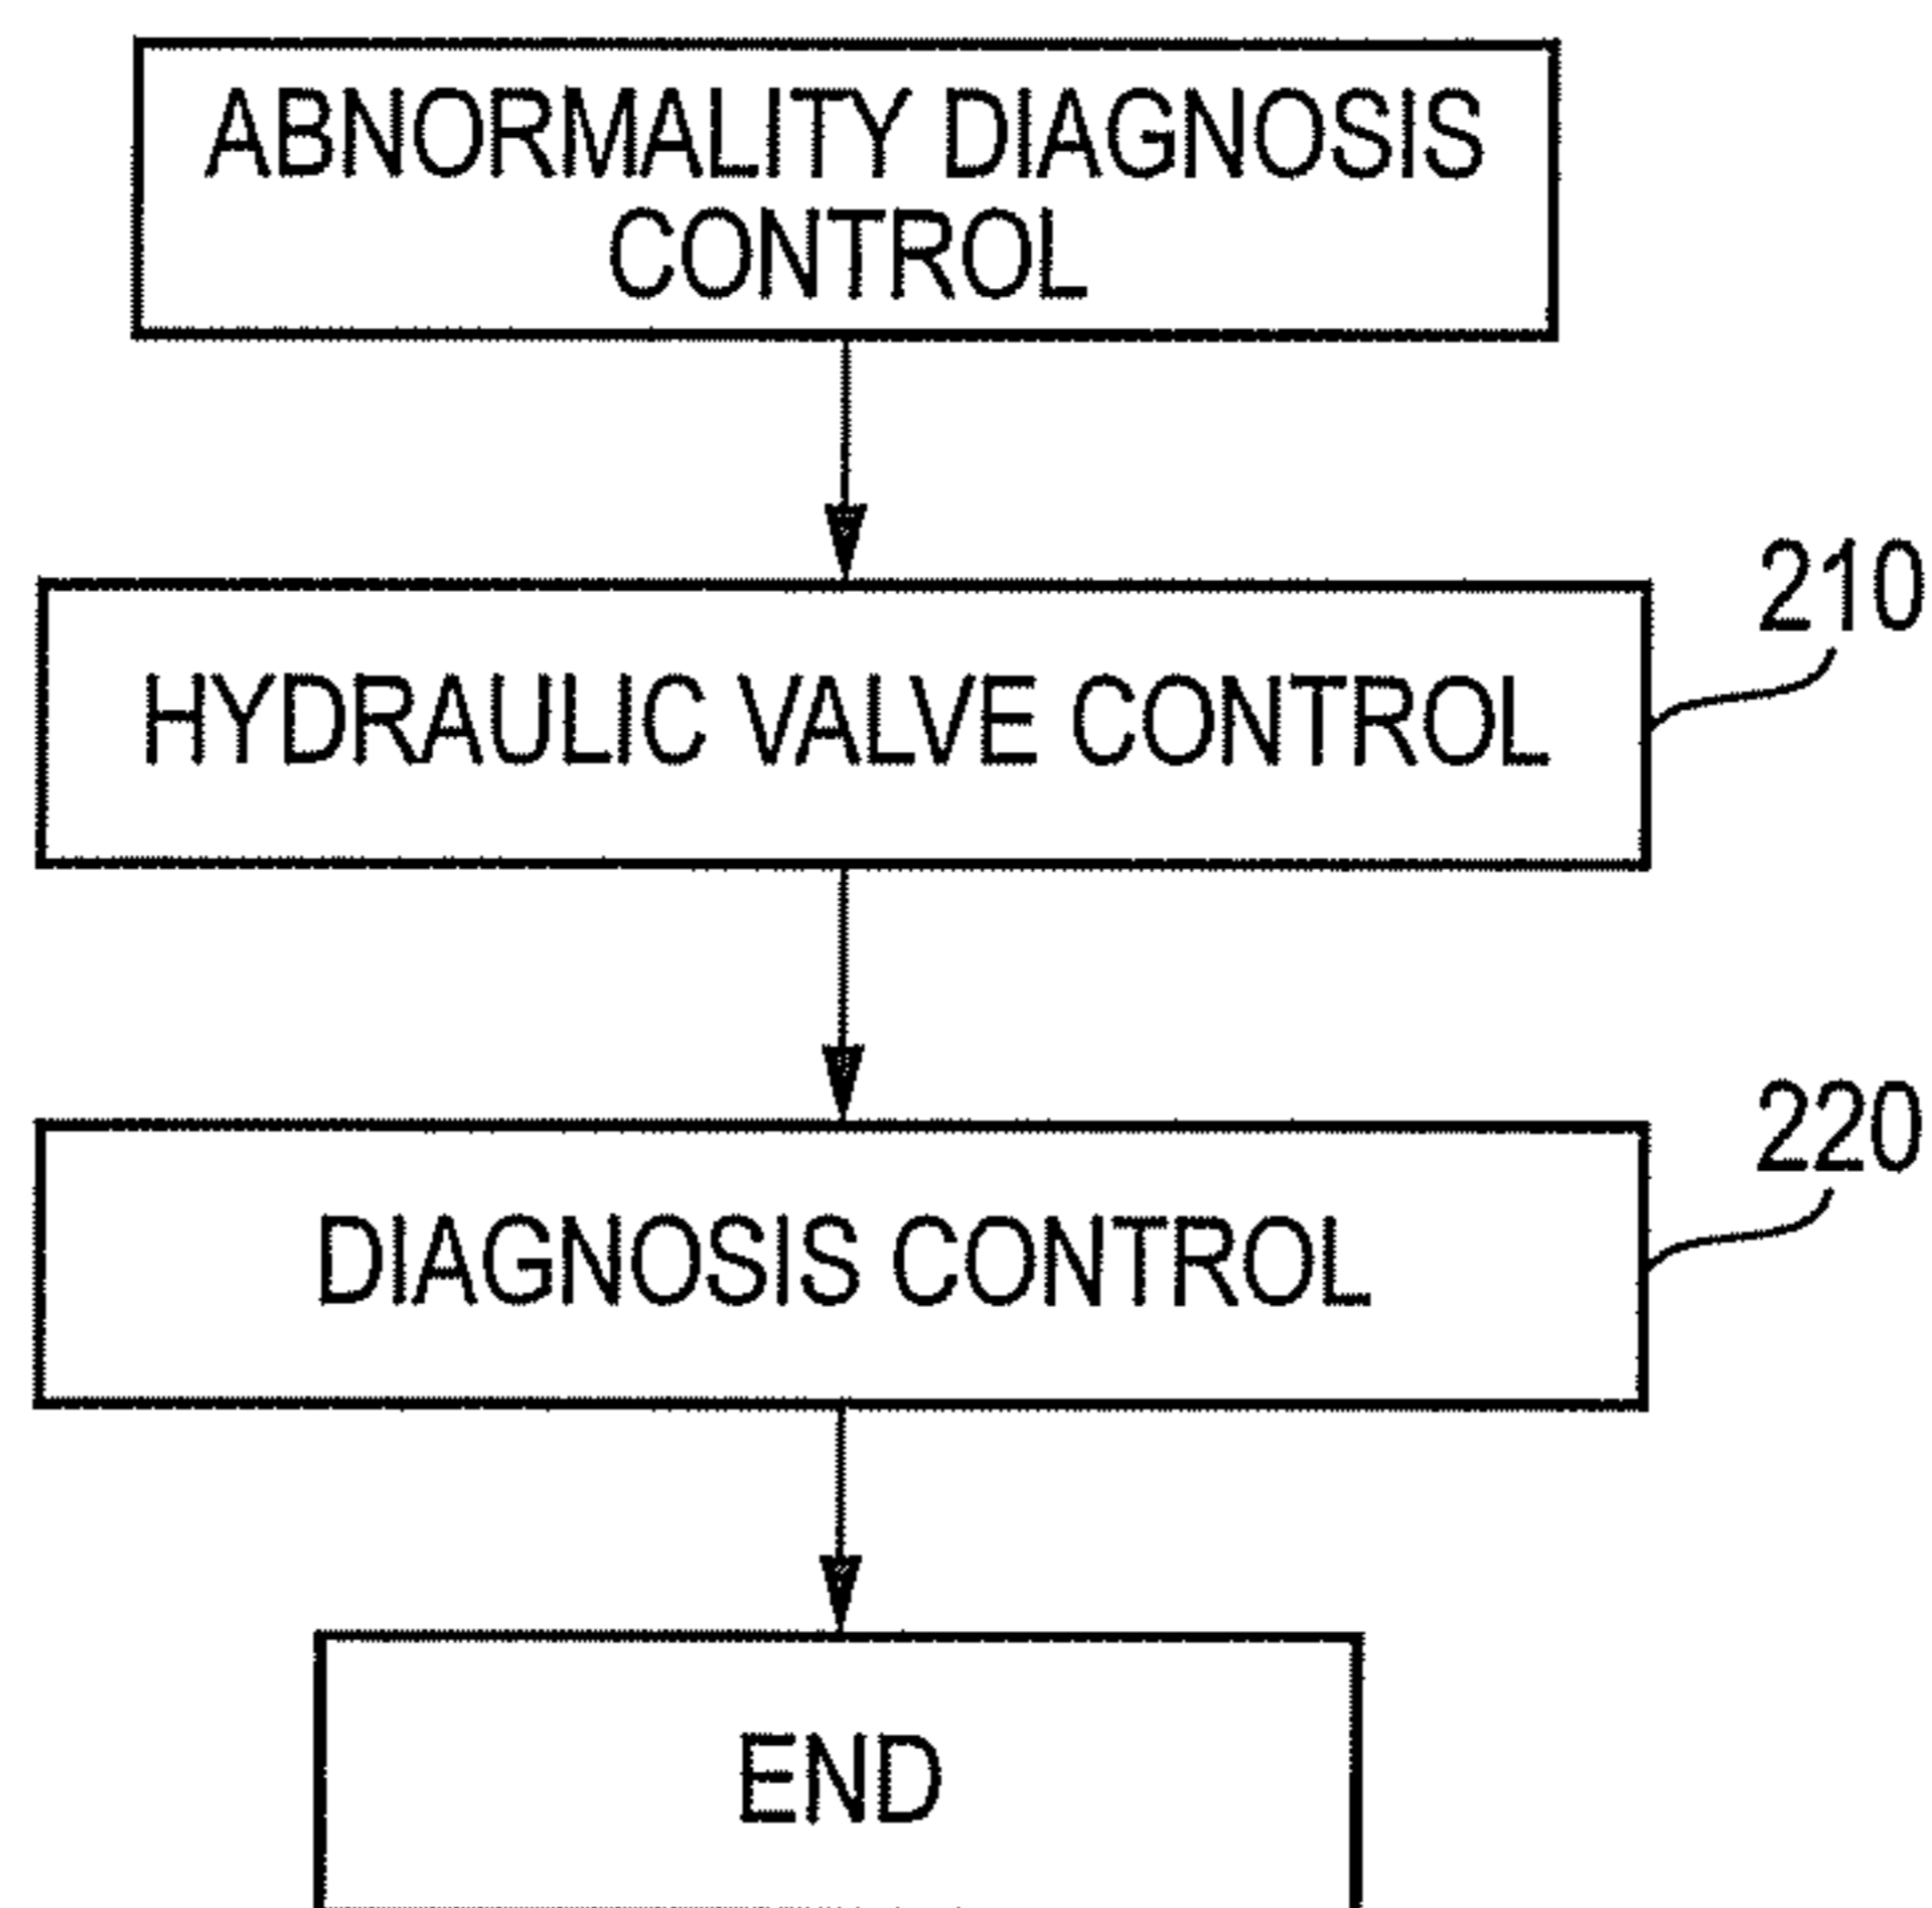 ABNORMALITY DIAGNOSIS
CONTROL
210
HYDRAULIC VALVE CONTROL
220
DIAGNOSIS CONTROL
END